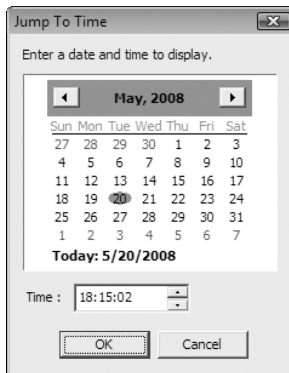 Jump To Time
Enter a date and time to display.
May, 2008
Sun Mon Tue Wed Thu Fri Sat
27 28 29 30 1 2 3
4 5 6 7 8 9 10
11 12 13 14 15 16 17
18 19 20 21 22 23 24
25 26 27 28 29 30 31
1 2 3 4 5 6 7
Today: 5/20/2008
Time : 18:15:02
OK Cancel